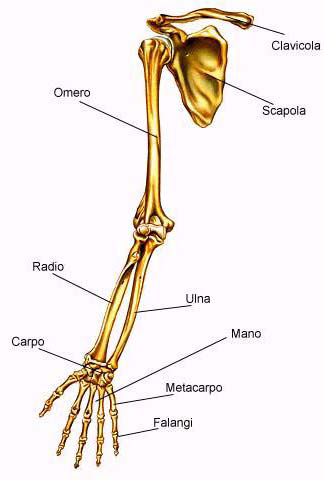 Clavicola
Omero
Scapola
Radio
Ulna
Mano
Carpo
Metacarpo
Falangi